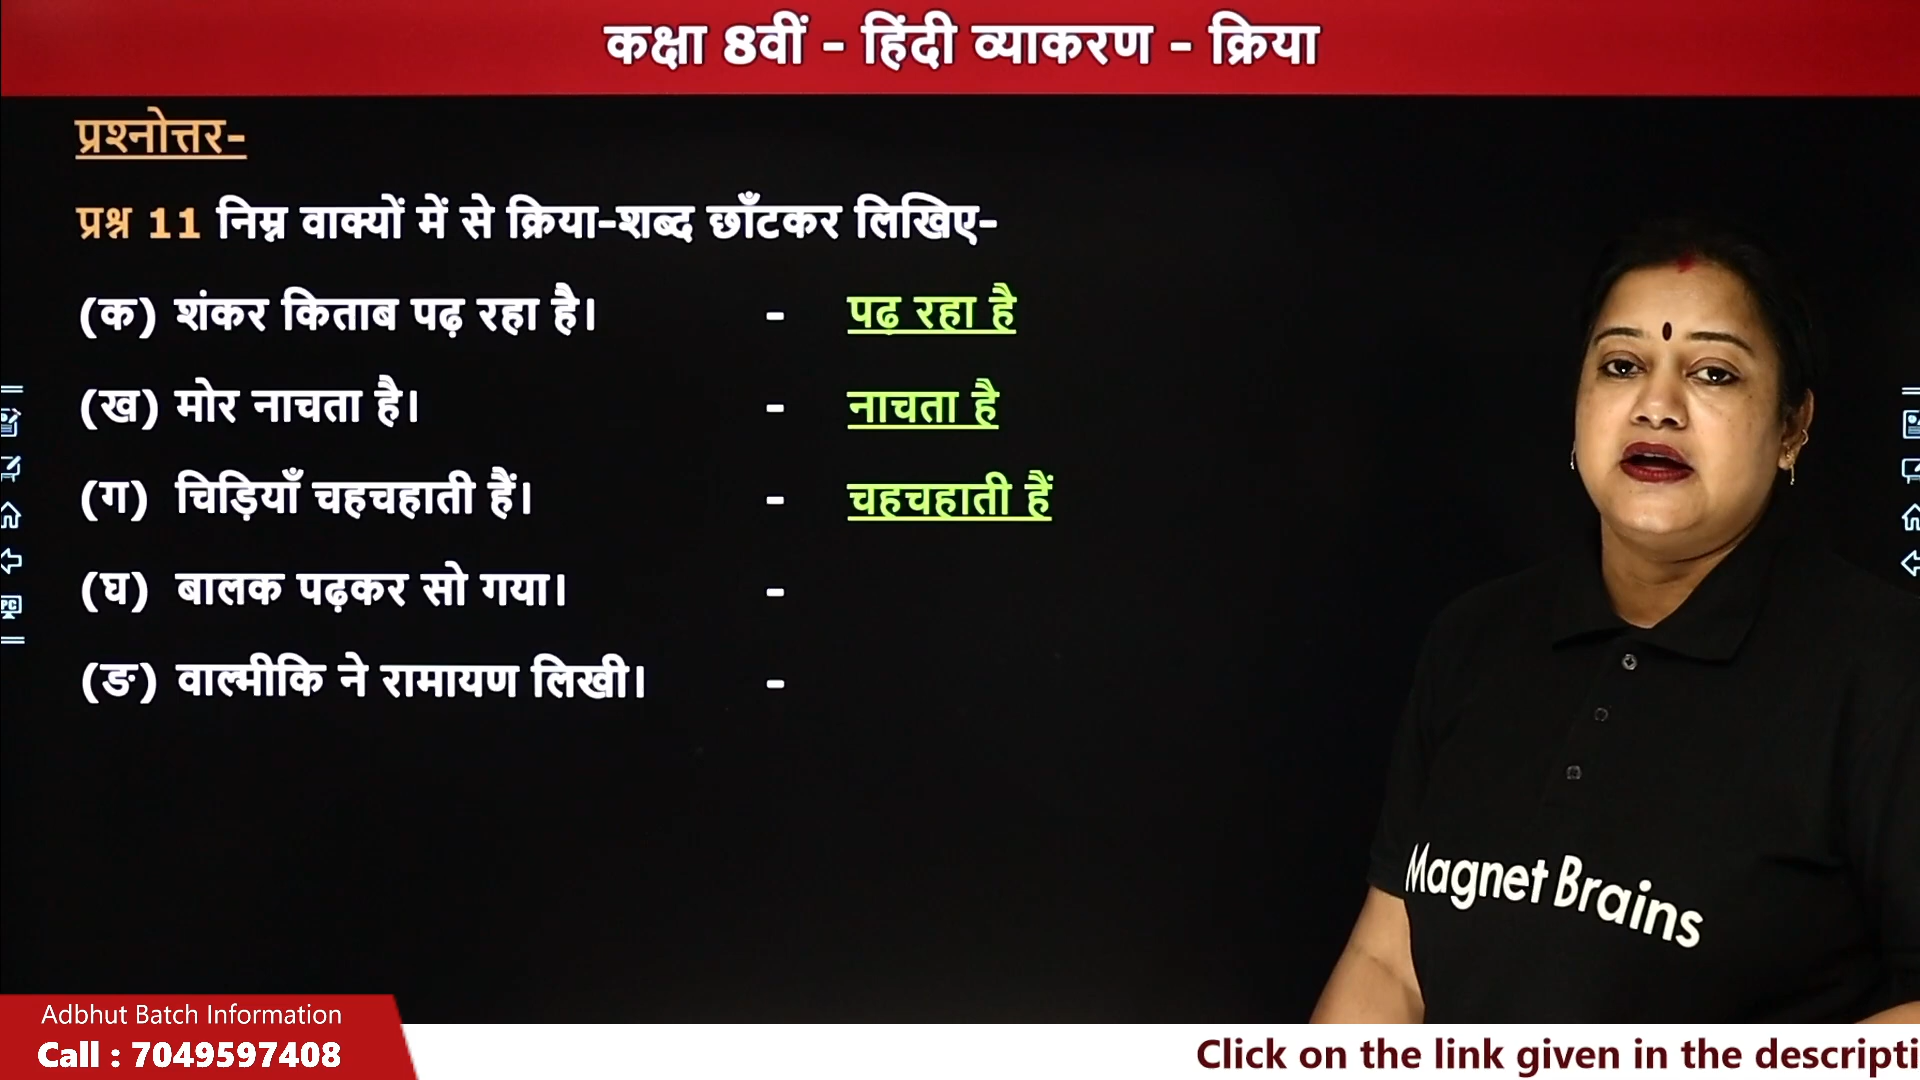 कक्षा 8वीं - हिंदी व्याकरण - क्रिया
प्रश्नोत्तर-
प्रश्न 11 निम्न वाक्यों में से क्रिया-शब्द छाँटकर लिखिए-
(क) शंकर किताब पढ़ रहा है। - पढ़ रहा है
(ख) मोर नाचता है। - नाचता है
(ग) चिड़ियाँ चहचहाती हैं। - चहचहाती हैं
(घ) बालक पढ़कर सो गया। -
(ङ) वाल्मीकि ने रामायण लिखी। -
Magnet Brains
Adbhut Batch Information
Call : 7049597408
Click on the link given in the descripti